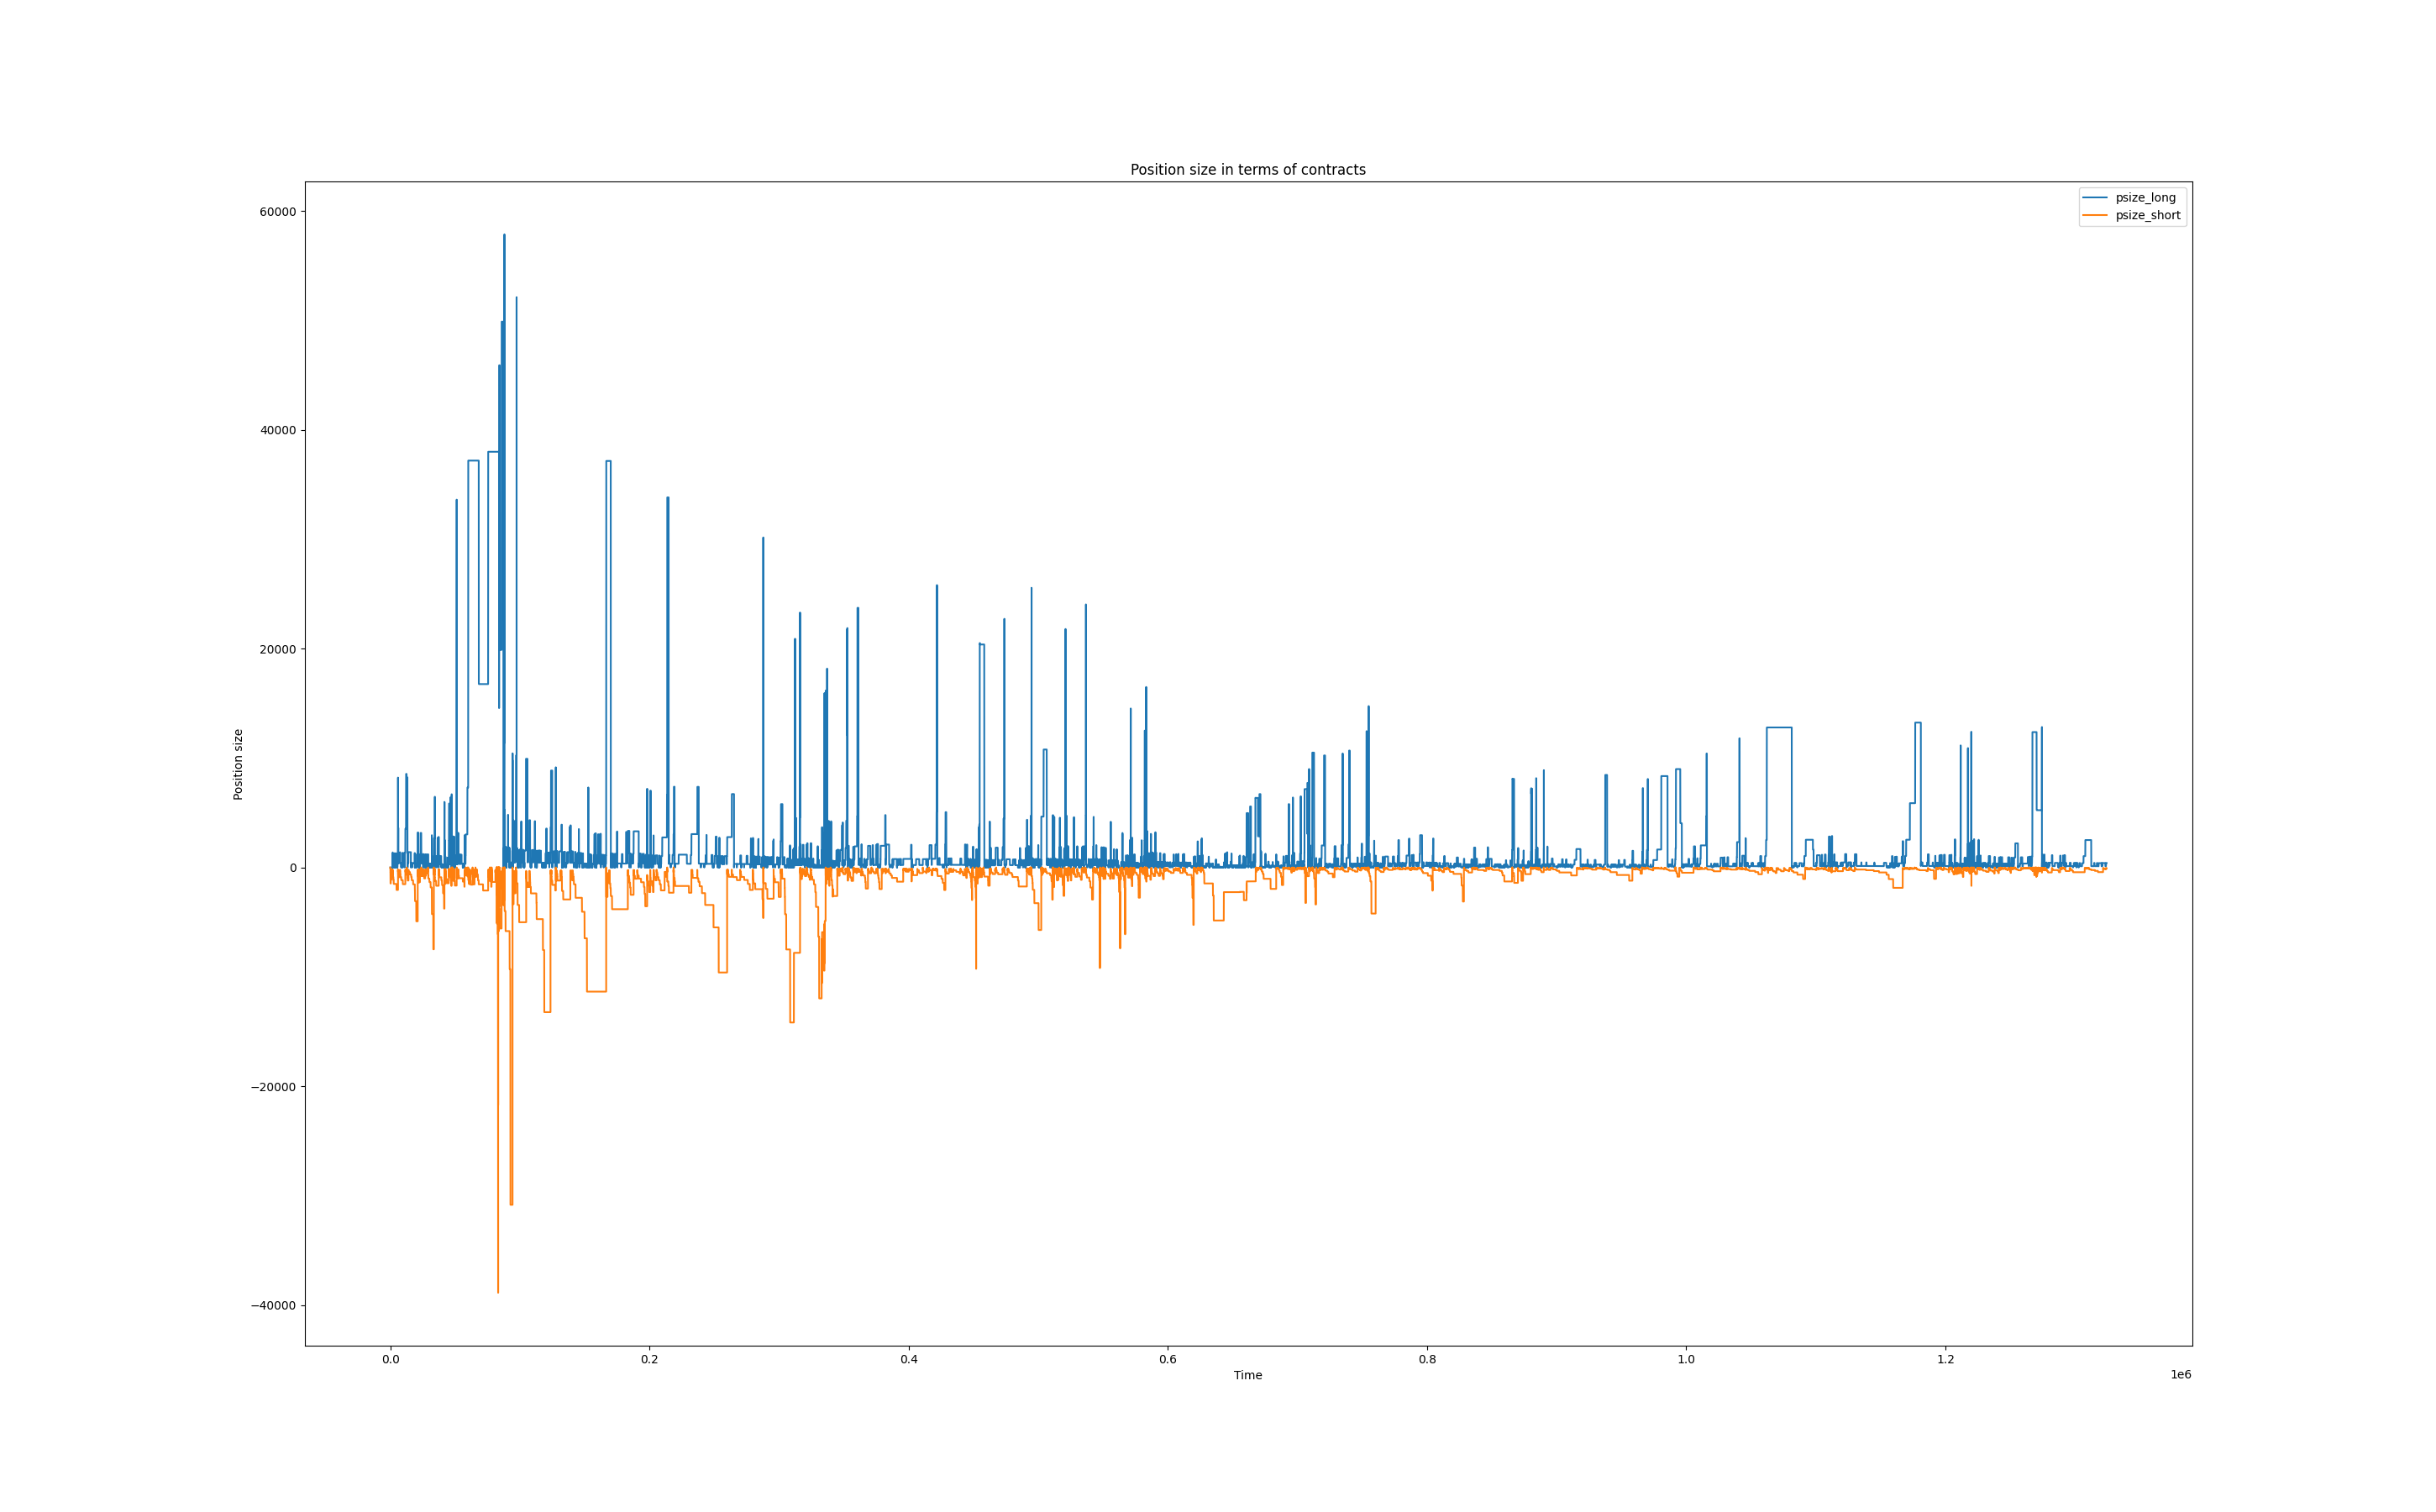 Position size in terms of contracts
psize_long
psize_short
60000
40000
20000
0
−20000
−40000
Position size
0.0
0.2
0.4
0.6
0.8
1.0
1.2
1e6
Time